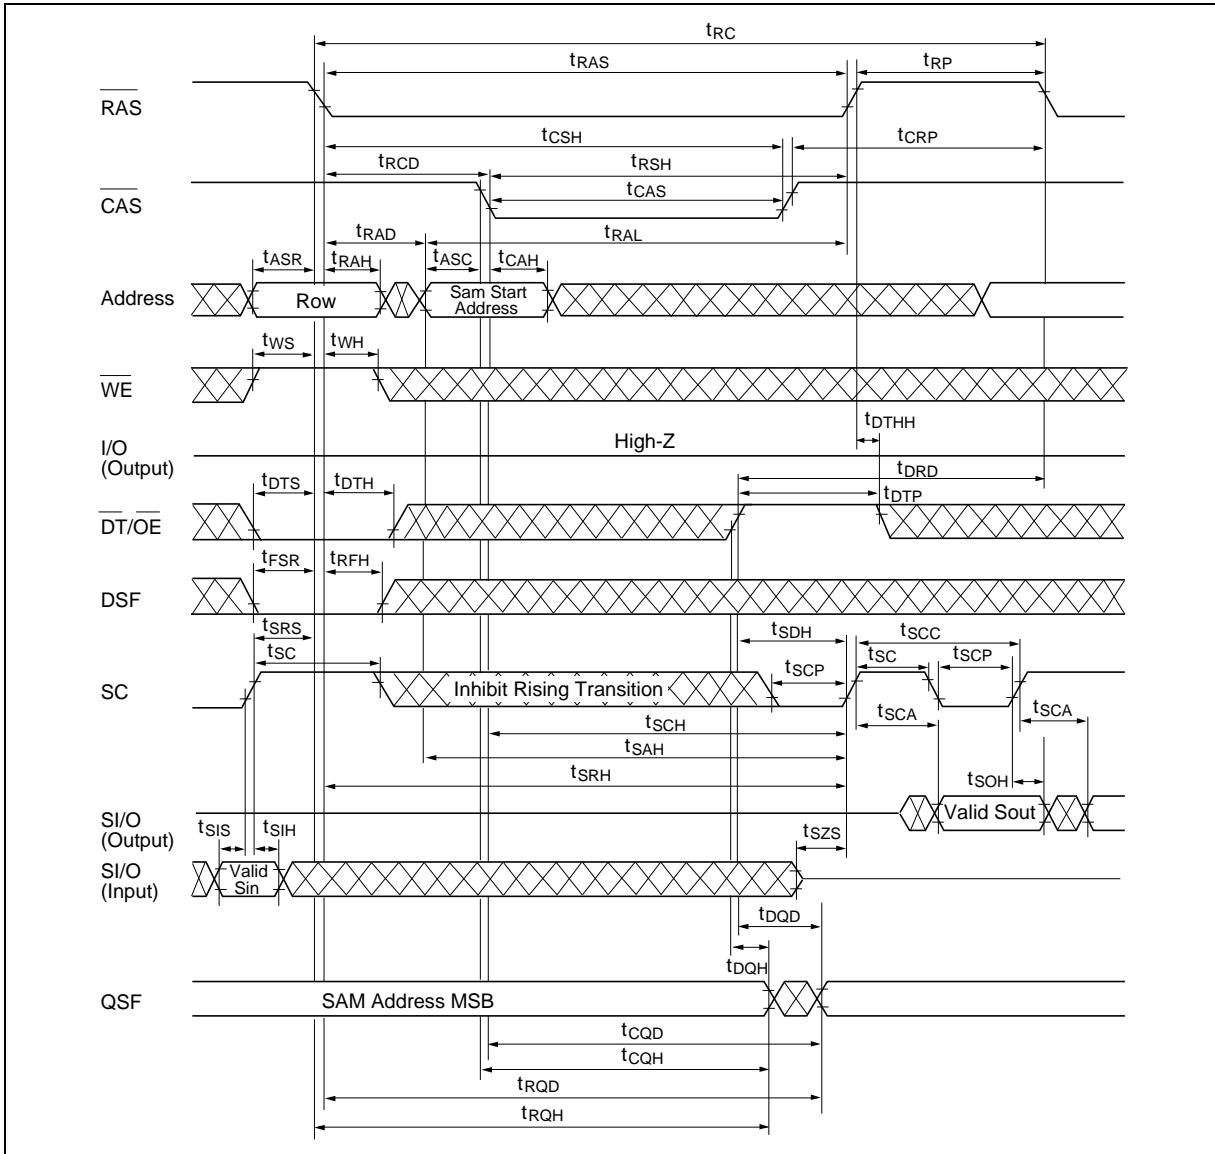 tRC
tRAS
tRP
RAS
tCSH
tCRP
tRCD
tRSH
CAS
tCAS
tRAD
tRAL
tASR
tRAH
tASC
tCAH
Address
Row
Sam Start
Address
tWS
tWH
WE
tDTHH
I/O
(Output)
High-Z
tDRD
tDTS
tDTH
tDTP
DT/OE
tFSR
tRFH
DSF
tSRS
tSDH
tSCC
tSC
tSC
tSCP
tSCP
SC
Inhibit Rising Transition
tSCH
tSCA
tSCA
tSAH
tSRH
tSOH
SI/O
(Output)
Valid Sout
tSIS
tSIH
tSZS
SI/O
(Input)
Valid
Sin
tDQD
tDQH
QSF
SAM Address MSB
tCQD
tCQH
tRQD
tRQH